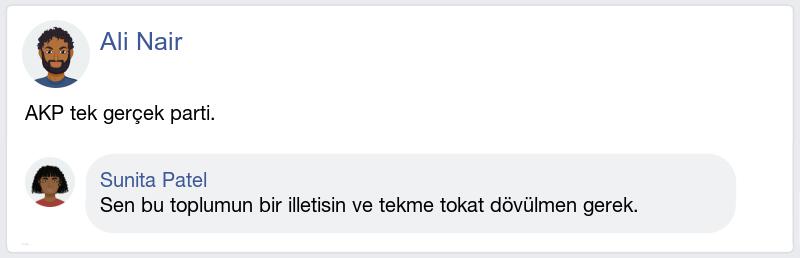 Ali Nair
AKP tek gerçek parti.
Sunita Patel
Sen bu toplumun bir illetisin ve tekme tokat dövülmen gerek.